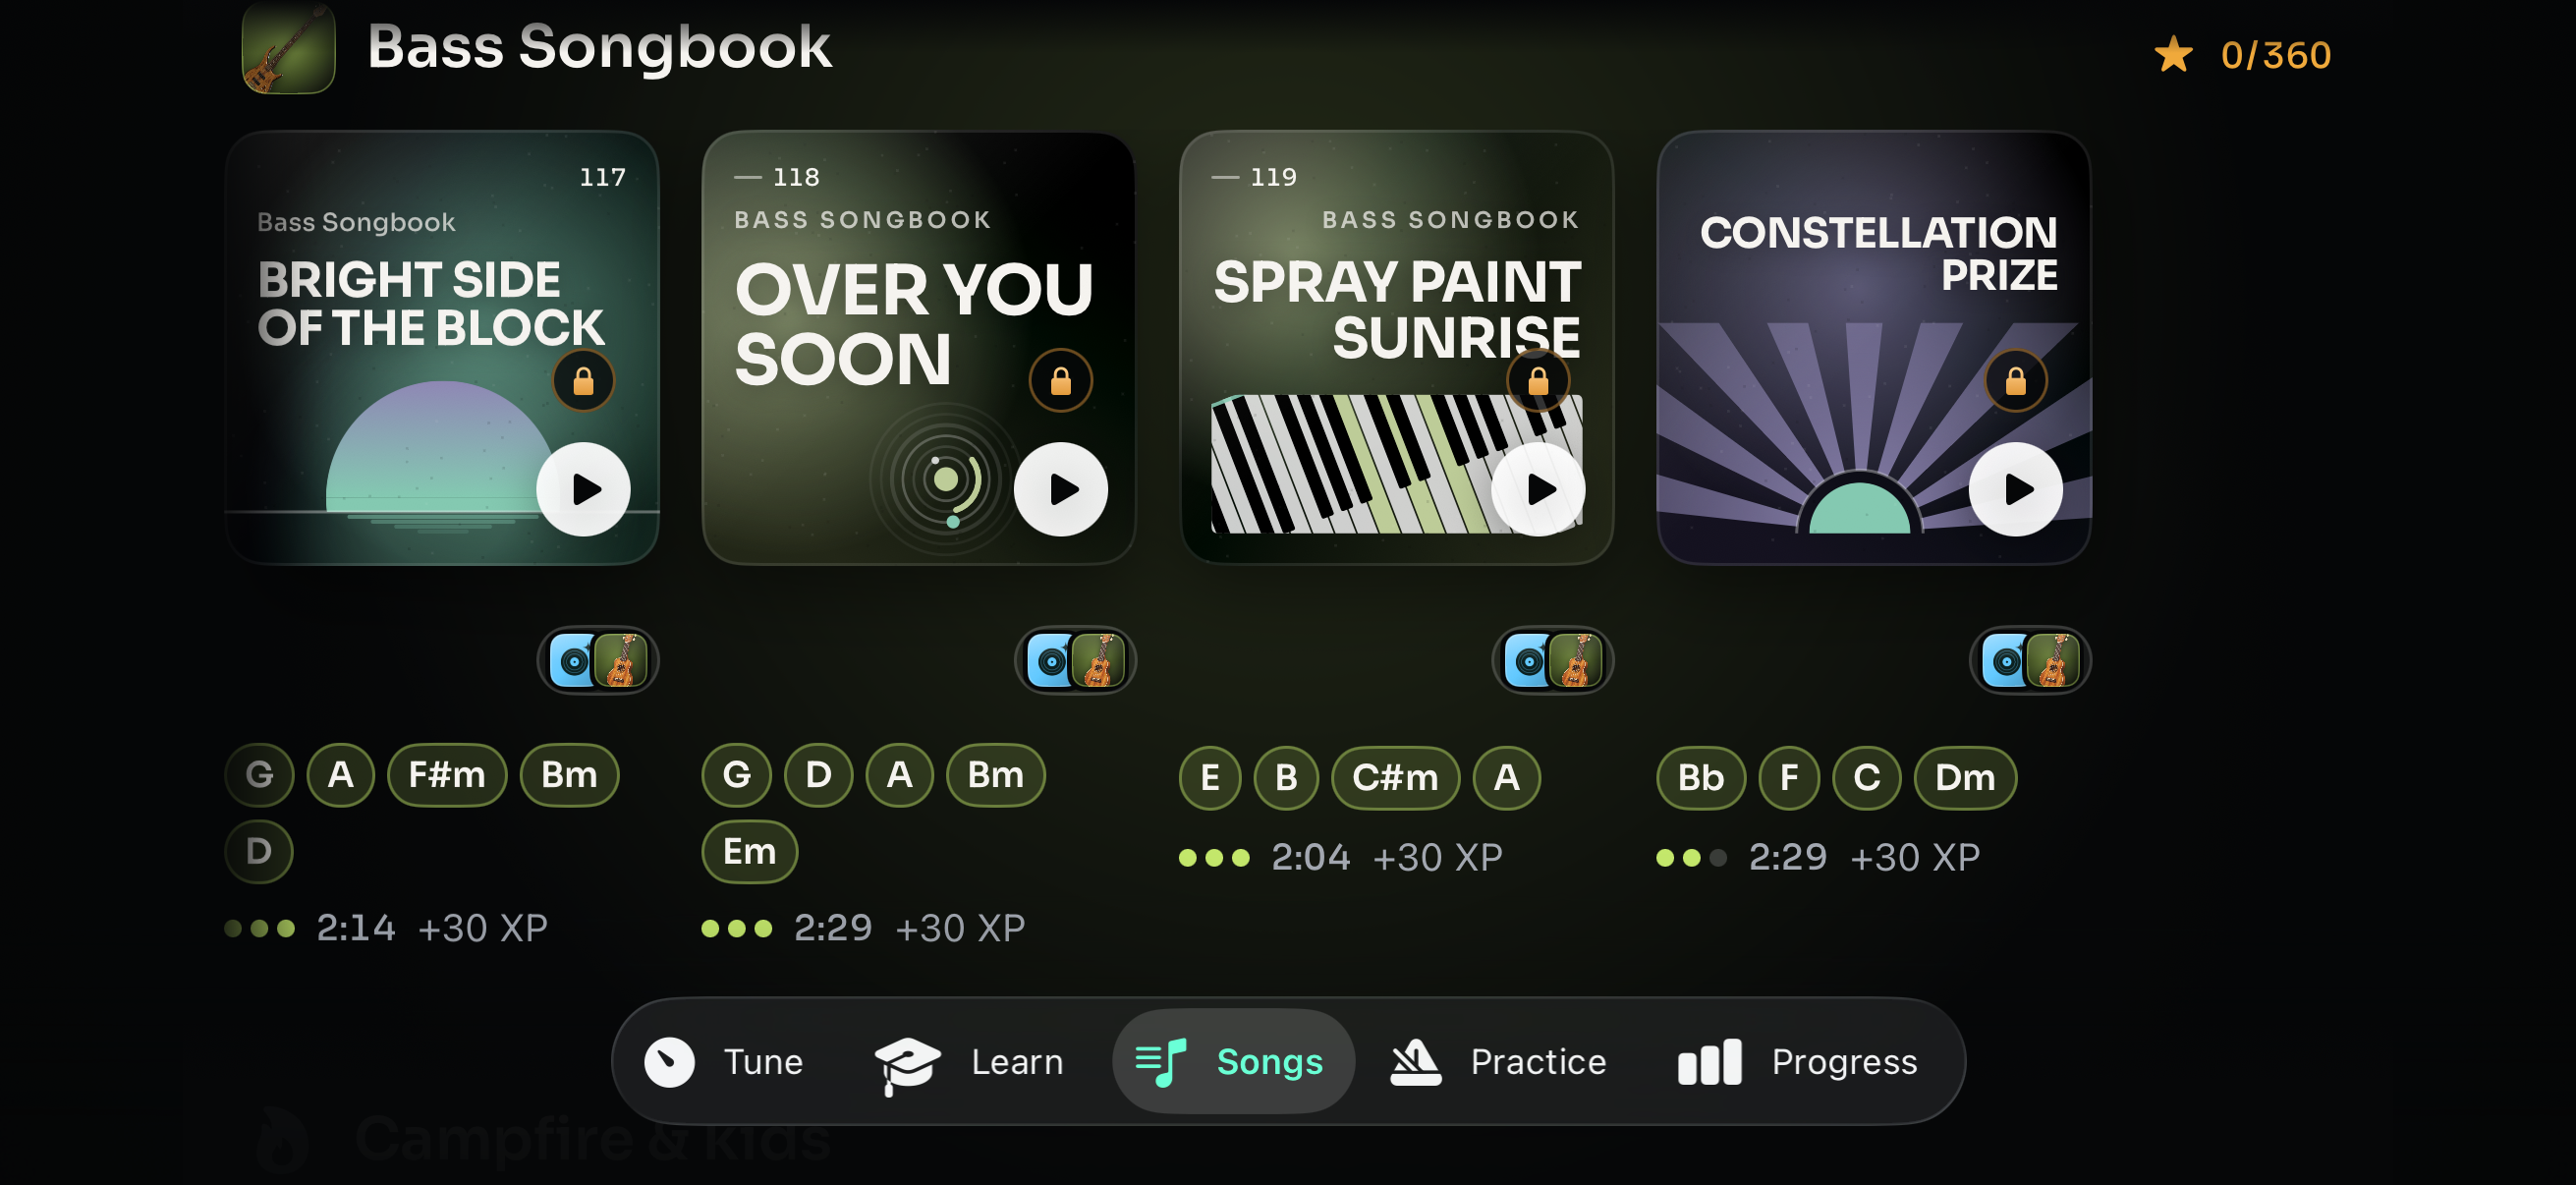 Bass Songbook
0/360
117
Bass Songbook
BRIGHT SIDE
OF THE BLOCK
118
BASS SONGBOOK
OVER YOU
SOON
119
BASS SONGBOOK
SPRAY PAINT
SUNRISE
CONSTELLATION
PRIZE
G A F#m Bm
D
2:14 +30 XP
G D A Bm
Em
2:29 +30 XP
E B C#m A
2:04 +30 XP
Bb F C Dm
2:29 +30 XP
Tune Learn Songs Practice Progress
Campfire & kids